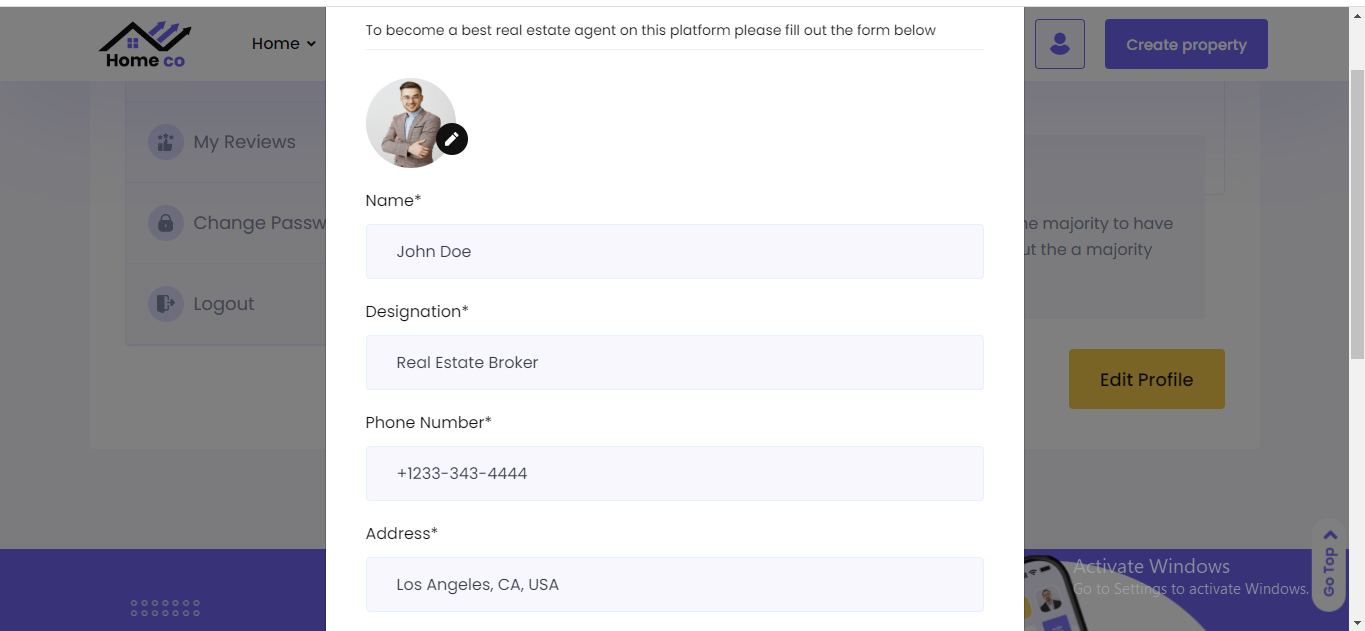 To become a best real estate agent on this platform please fill out the form below
Home co
Home
Create property
My Reviews
Change Passw
Logout
Name*
John Doe
Designation*
Real Estate Broker
Phone Number*
+1233-343-4444
Address*
Los Angeles, CA, USA
e majority to have
ut the a majority
Edit Profile
Go Top
Activate Windows
Go to Settings to activate Windows.